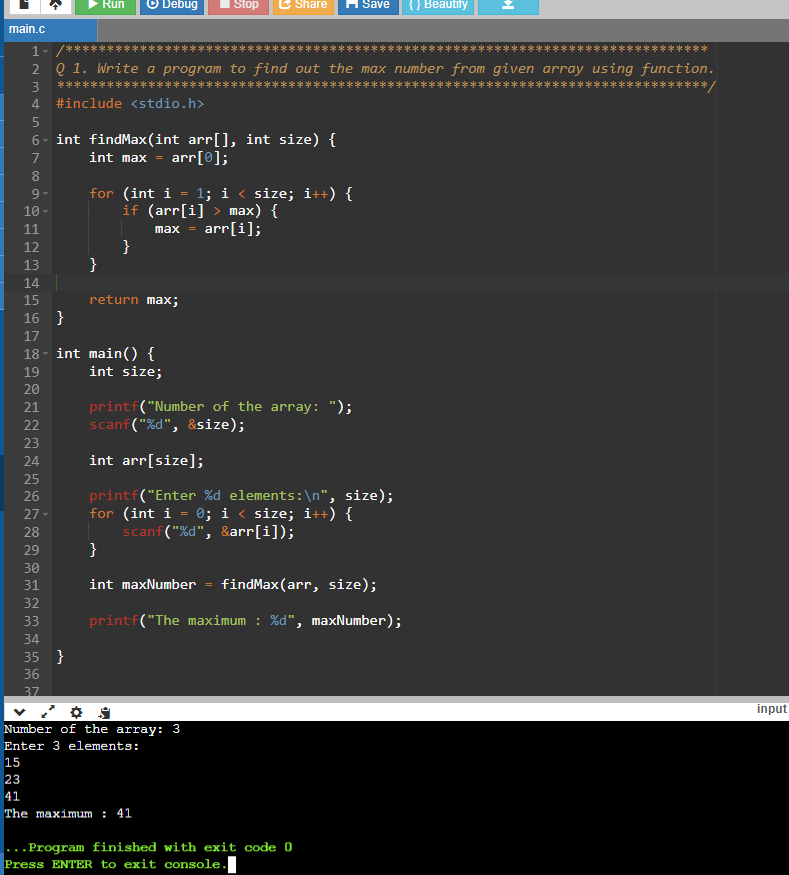 Run Debug Stop Share Save { } Beautify
main.c
1 /******************************************************************************
2 Q 1. Write a program to find out the max number from given array using function.
3 *******************************************************************************/
4 #include <stdio.h>
5
6 int findMax(int arr[], int size) {
7     int max = arr[0];
8
9     for (int i = 1; i < size; i++) {
10         if (arr[i] > max) {
11             max = arr[i];
12         }
13     }
14
15     return max;
16 }
17
18 int main() {
19     int size;
20
21     printf("Number of the array: ");
22     scanf("%d", &size);
23
24     int arr[size];
25
26     printf("Enter %d elements:\n", size);
27     for (int i = 0; i < size; i++) {
28         scanf("%d", &arr[i]);
29     }
30
31     int maxNumber = findMax(arr, size);
32
33     printf("The maximum : %d", maxNumber);
34
35 }
36
37
input
Number of the array: 3
Enter 3 elements:
15
23
41
The maximum : 41
...Program finished with exit code 0
Press ENTER to exit console.